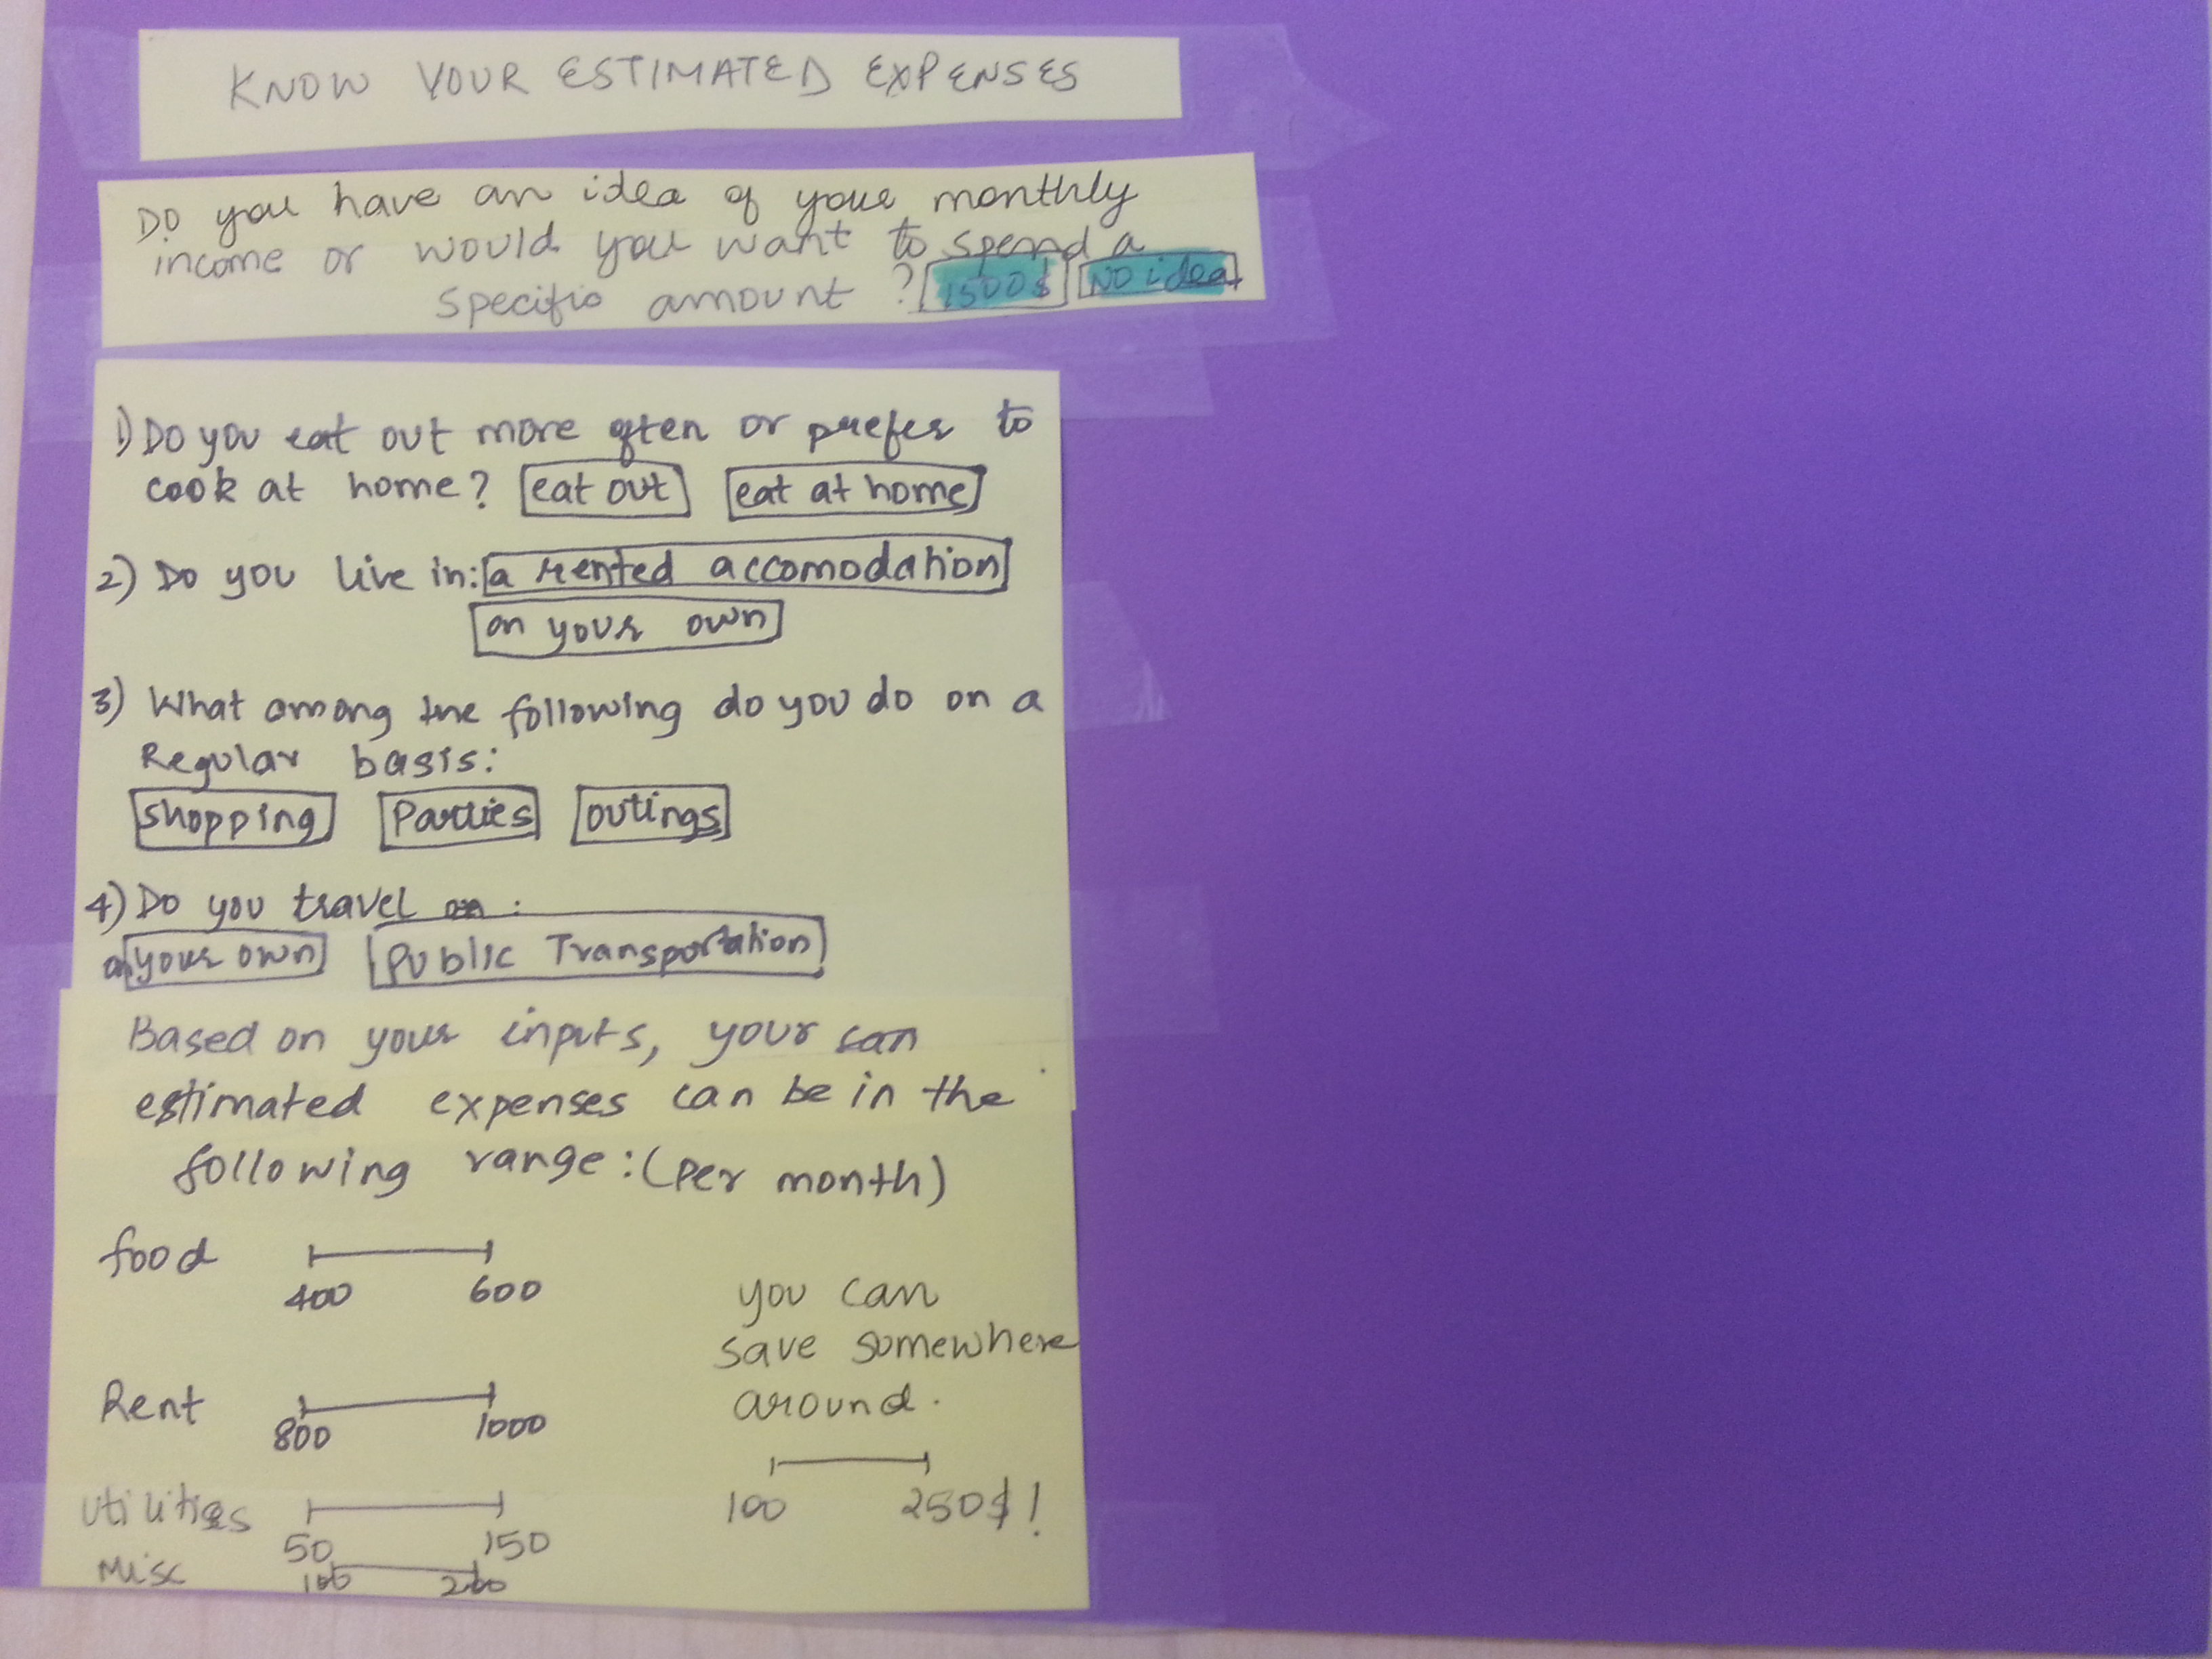 KNOW YOUR ESTIMATED EXPENSES
Do you have an idea of your monthly
income or would you want to spend a
specific amount? 1500$ NO idea
1) Do you eat out more often or prefer to
cook at home? eat out eat at home
2) Do you live in: a rented accomodation
on your own
3) What among the following do you do on a
Regular basis:
Shopping Parties outings
4) Do you travel on:
a your own Public Transportation
Based on your inputs, your can
estimated expenses can be in the
following range: (Per month)
food 400 600
you can
save somewhere
around.
Rent 800 1000
100 250$!
utilities 50 150
Misc 100 200